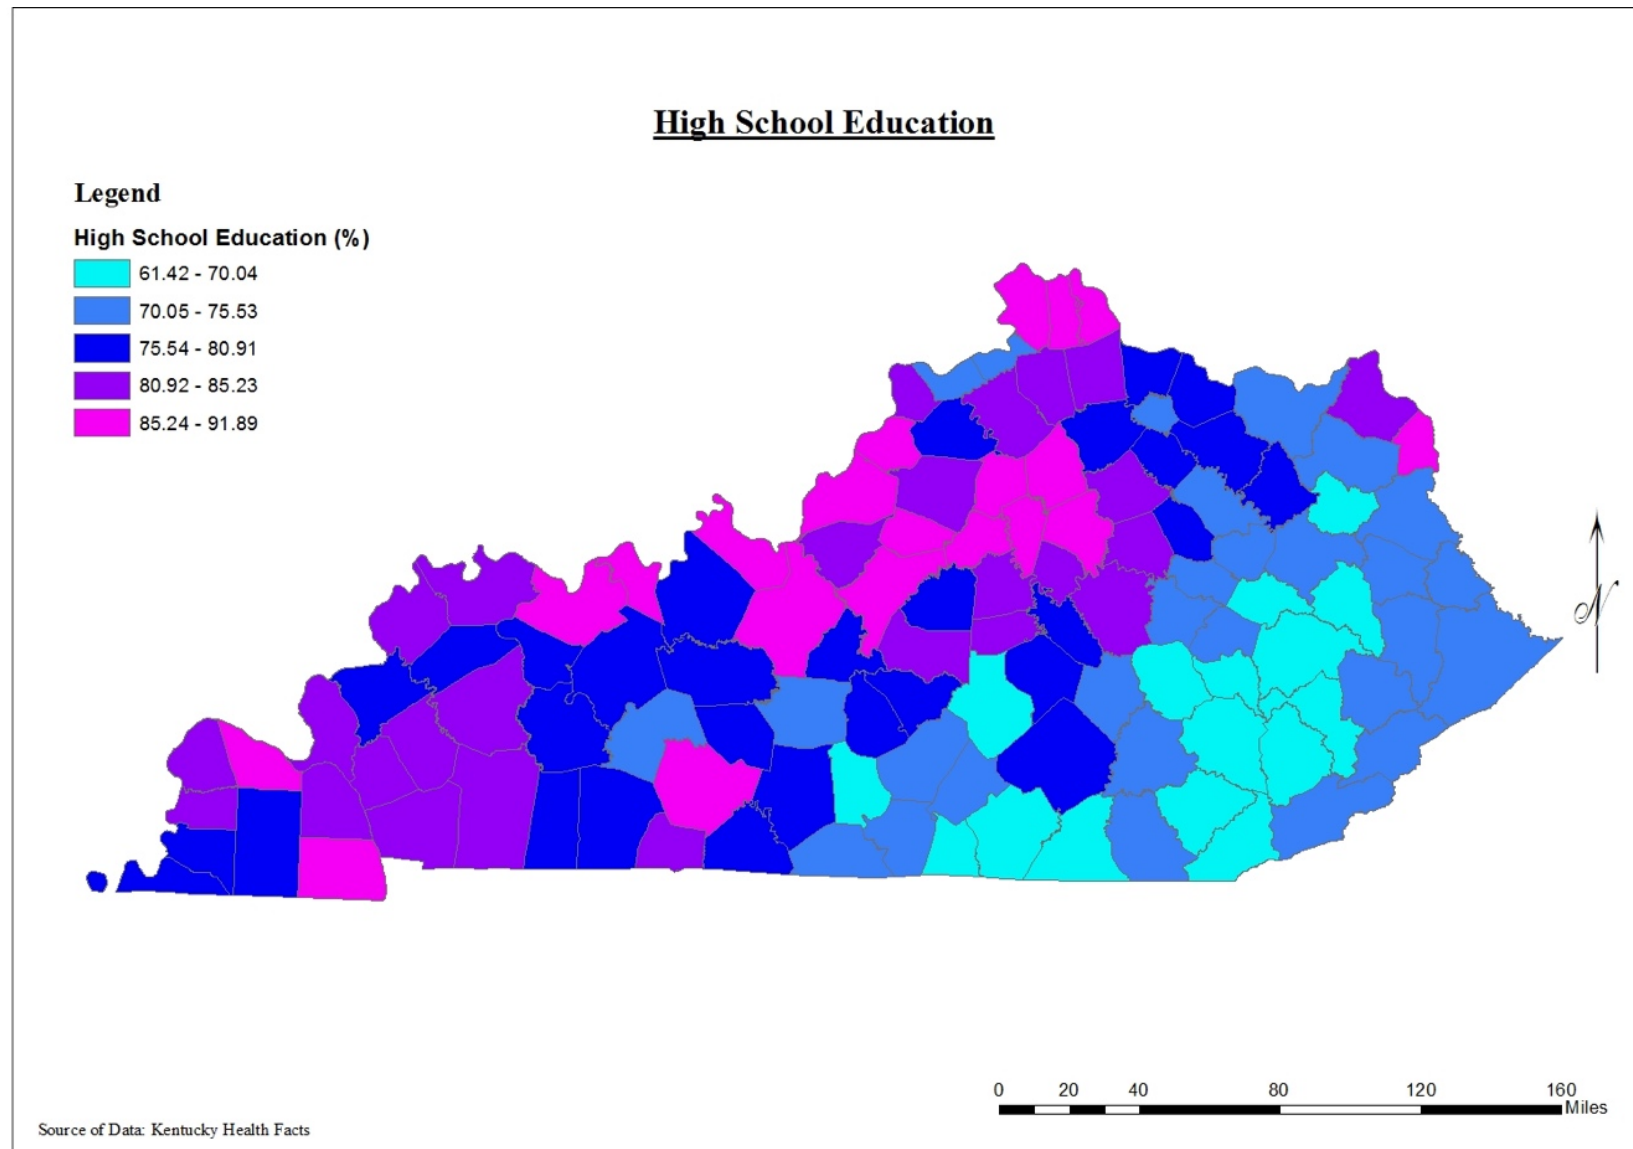 High School Education
Legend
High School Education (%)
61.42 - 70.04
70.05 - 75.53
75.54 - 80.91
80.92 - 85.23
85.24 - 91.89
N
0 20 40 80 120 160
Miles
Source of Data: Kentucky Health Facts